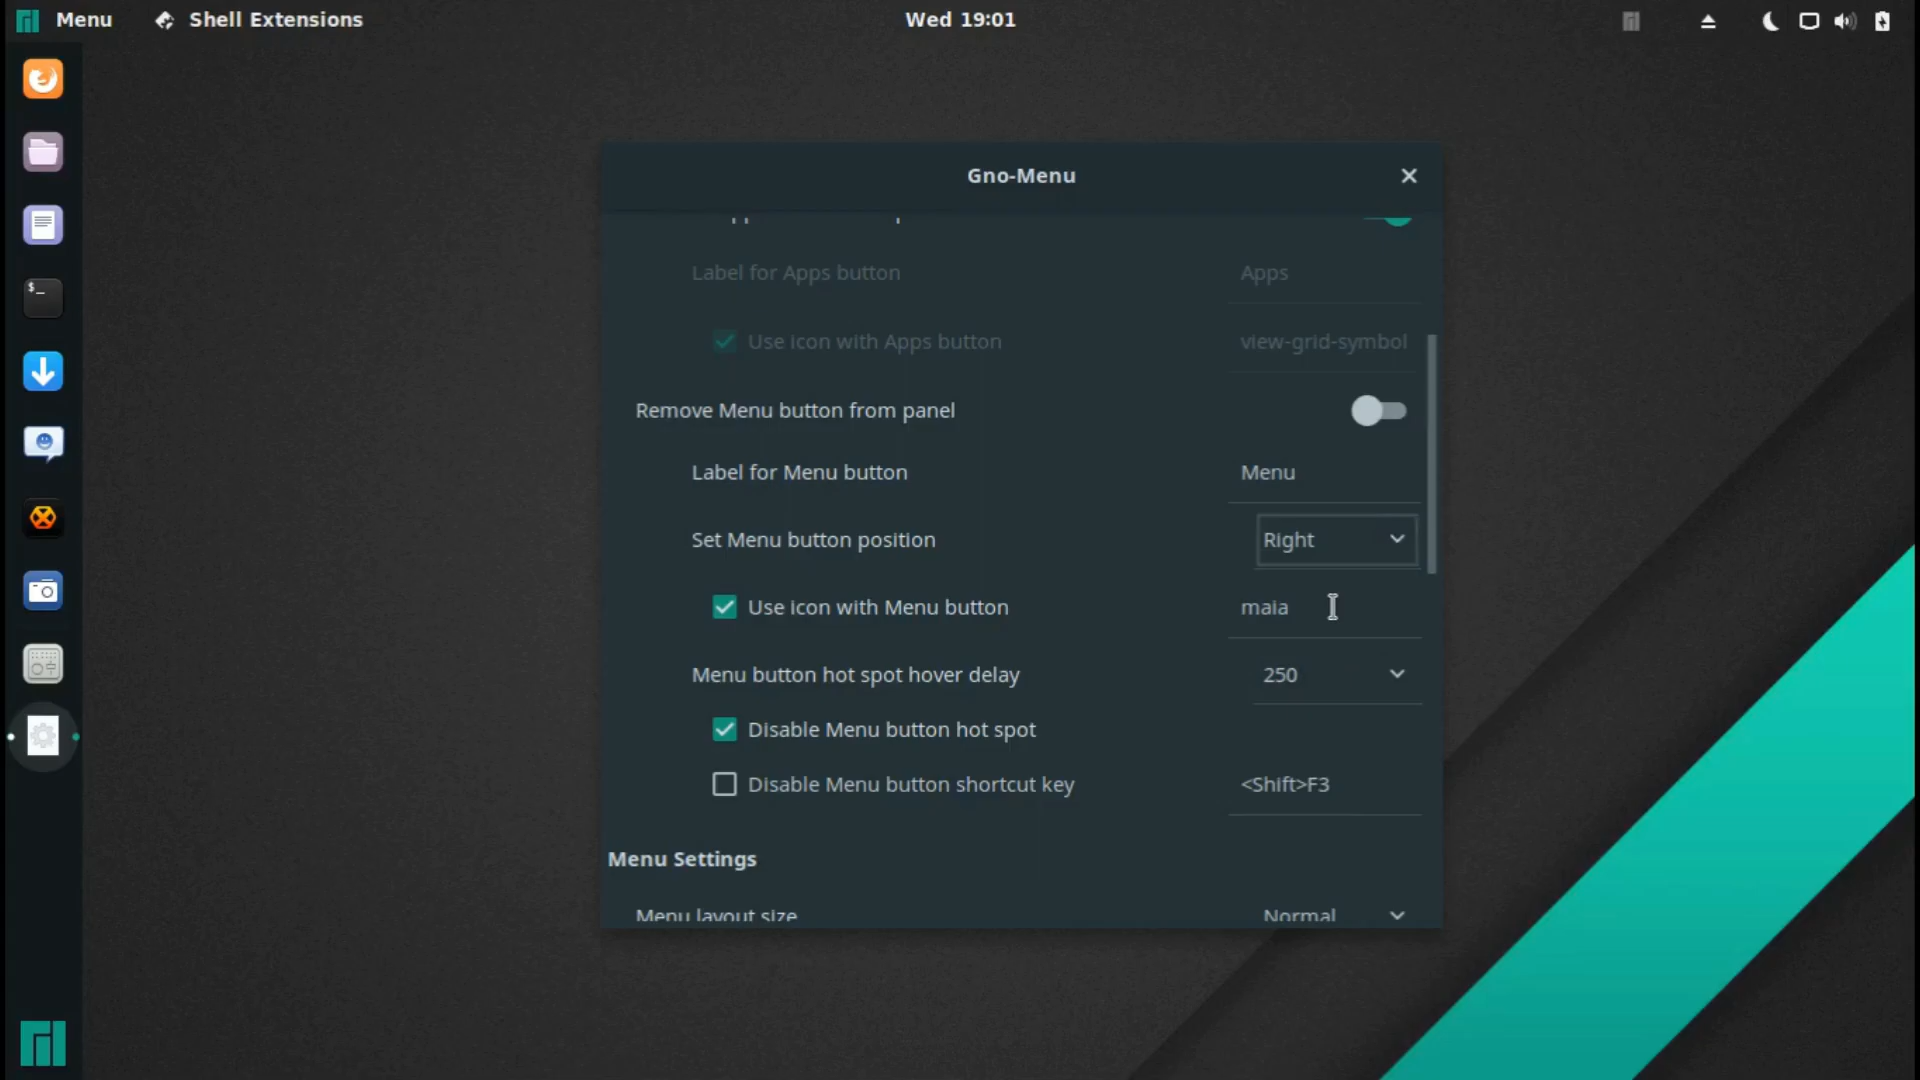 Menu Shell Extensions Wed 19:01
Gno-Menu
Label for Apps button Apps
Use icon with Apps button view-grid-symbol
Remove Menu button from panel
Label for Menu button Menu
Set Menu button position Right
Use icon with Menu button maia
Menu button hot spot hover delay 250
Disable Menu button hot spot
Disable Menu button shortcut key <Shift>F3
Menu Settings
Menu layout size Normal
$_